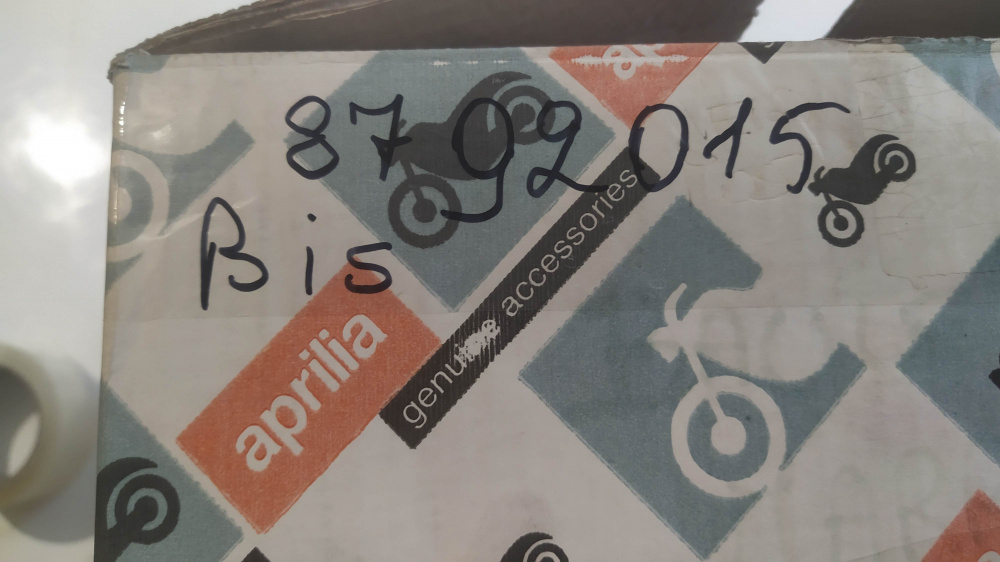 8792015
Bis
aprilia
genuine accessories